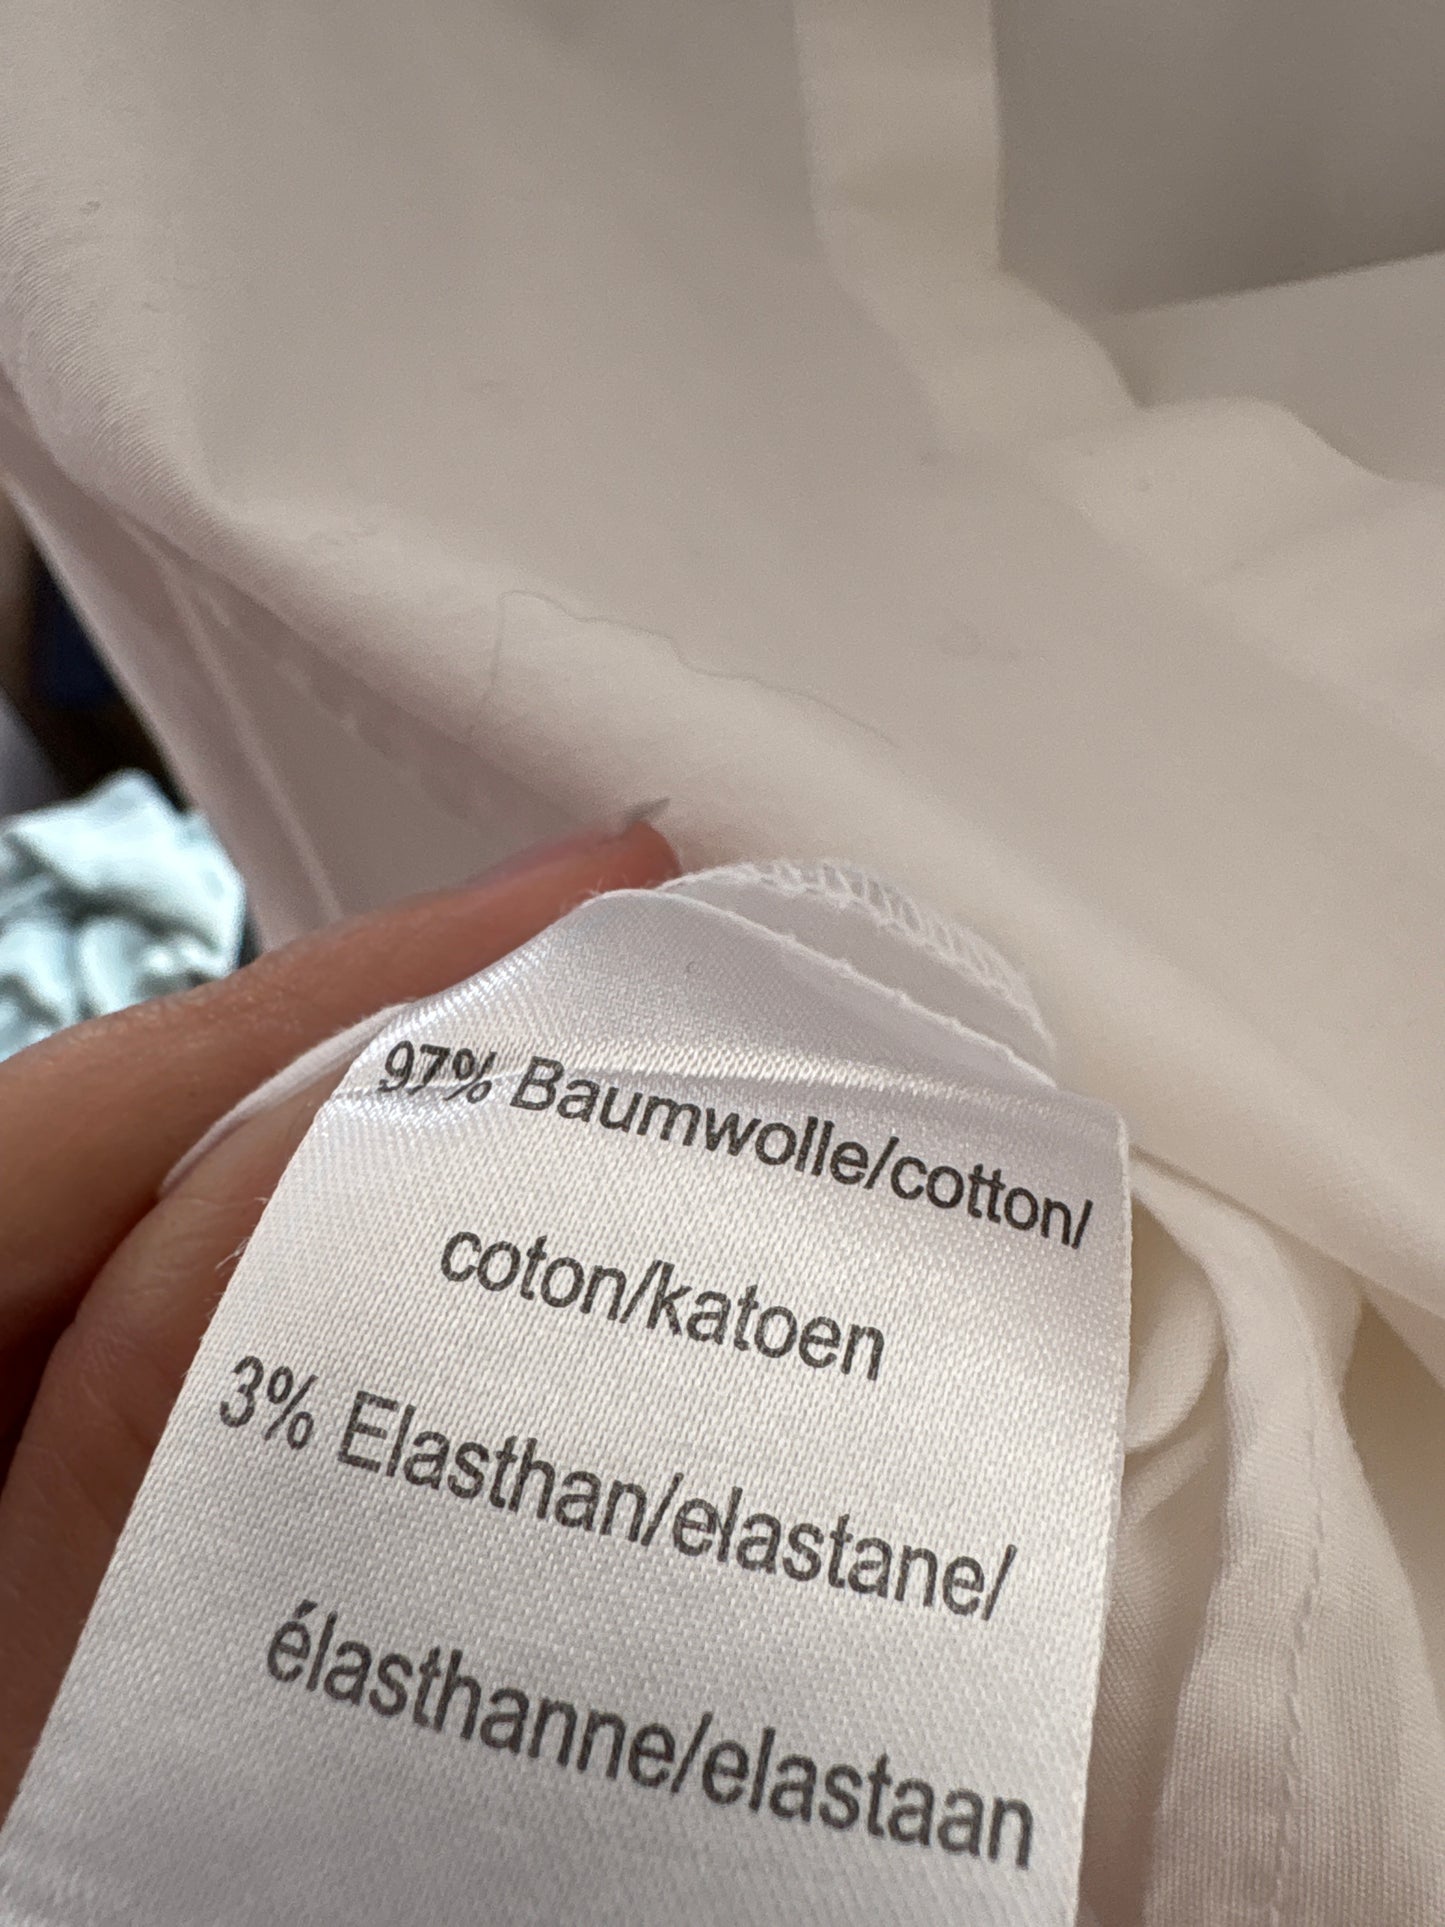 97% Baumwolle/cotton/
coton/katoen
3% Elasthan/elastane/
élasthanne/elastaan